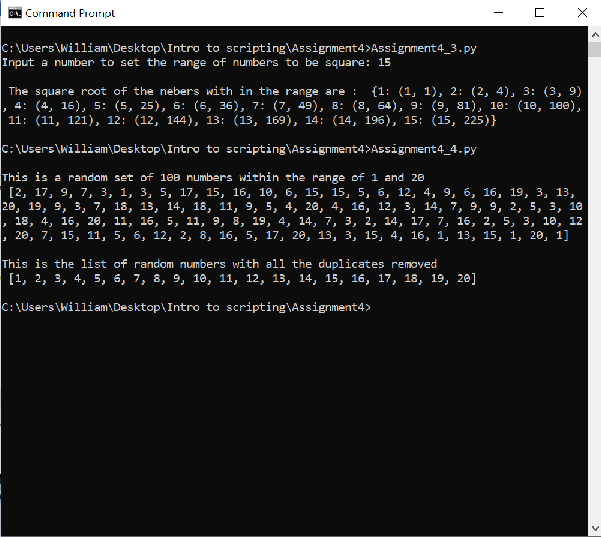 Command Prompt
C:\Users\William\Desktop\Intro to scripting\Assignment4>Assignment4_3.py
Input a number to set the range of numbers to be square: 15
The square root of the nebers with in the range are :  {1: (1, 1), 2: (2, 4), 3: (3, 9)
, 4: (4, 16), 5: (5, 25), 6: (6, 36), 7: (7, 49), 8: (8, 64), 9: (9, 81), 10: (10, 100),
11: (11, 121), 12: (12, 144), 13: (13, 169), 14: (14, 196), 15: (15, 225)}
C:\Users\William\Desktop\Intro to scripting\Assignment4>Assignment4_4.py
This is a random set of 100 numbers within the range of 1 and 20
[2, 17, 9, 7, 3, 1, 3, 5, 17, 15, 16, 10, 6, 15, 15, 5, 6, 12, 4, 9, 6, 16, 19, 3, 13,
20, 19, 9, 3, 7, 18, 13, 14, 18, 11, 9, 5, 4, 20, 4, 16, 12, 3, 14, 7, 9, 9, 2, 5, 3, 10
, 18, 4, 16, 20, 11, 16, 5, 11, 9, 8, 19, 4, 14, 7, 3, 2, 14, 17, 7, 16, 2, 5, 3, 10, 12
, 20, 7, 15, 11, 5, 6, 12, 2, 8, 16, 5, 17, 20, 13, 3, 15, 4, 16, 1, 13, 15, 1, 20, 1]
This is the list of random numbers with all the duplicates removed
[1, 2, 3, 4, 5, 6, 7, 8, 9, 10, 11, 12, 13, 14, 15, 16, 17, 18, 19, 20]
C:\Users\William\Desktop\Intro to scripting\Assignment4>